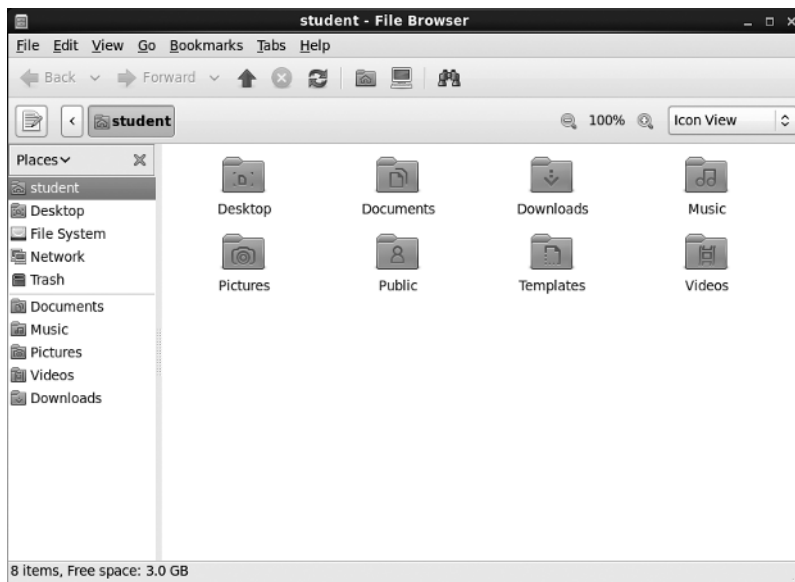 student - File Browser
File Edit View Go Bookmarks Tabs Help
Back Forward
student 100% Icon View
Places
student
Desktop
File System
Network
Trash
Documents
Music
Pictures
Videos
Downloads
Desktop Documents Downloads Music
Pictures Public Templates Videos
8 items, Free space: 3.0 GB